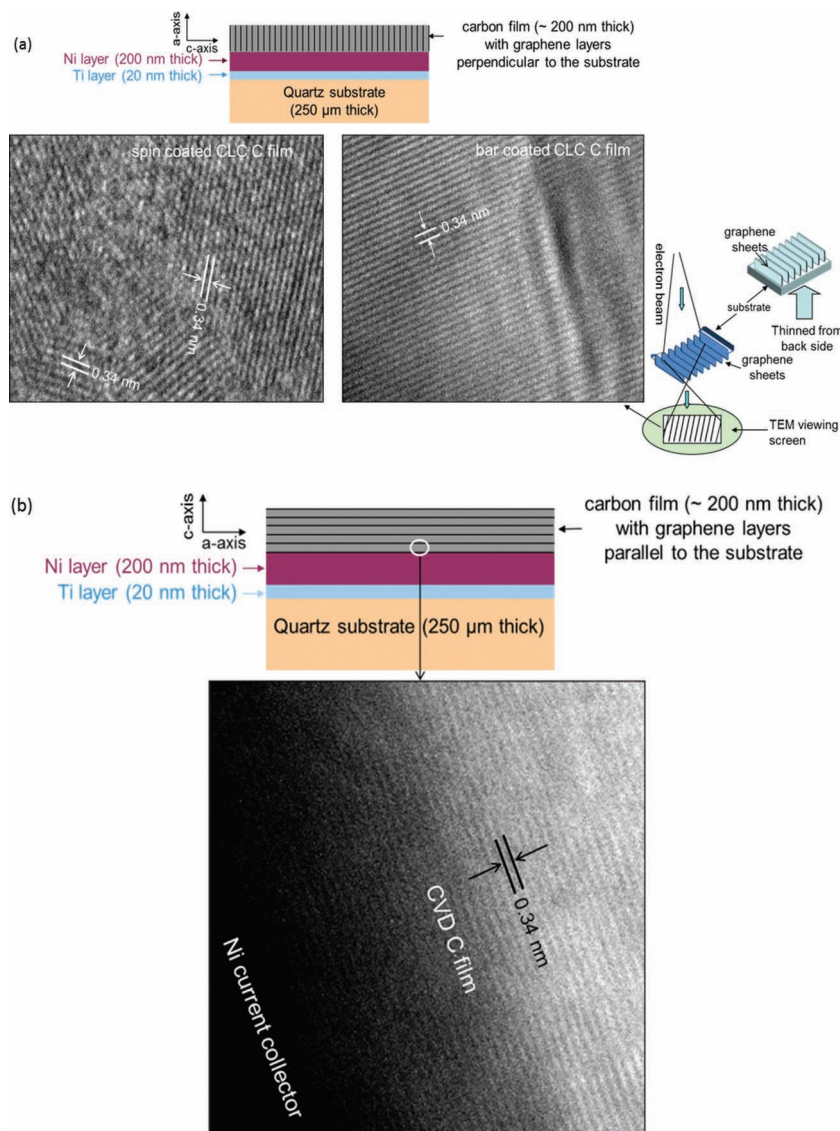 (a)
a-axis
c-axis
carbon film (~ 200 nm thick)
with graphene layers
perpendicular to the substrate
Ni layer (200 nm thick)
Ti layer (20 nm thick)
Quartz substrate
(250 µm thick)
spin coated CLC C film
0.34 nm
0.34 nm
bar coated CLC C film
0.34 nm
electron beam
graphene
sheets
substrate
Thinned from
back side
graphene
sheets
TEM viewing
screen
(b)
c-axis
a-axis
carbon film (~ 200 nm thick)
with graphene layers
parallel to the substrate
Ni layer (200 nm thick)
Ti layer (20 nm thick)
Quartz substrate (250 µm thick)
Ni current collector
CVD C film
0.34 nm